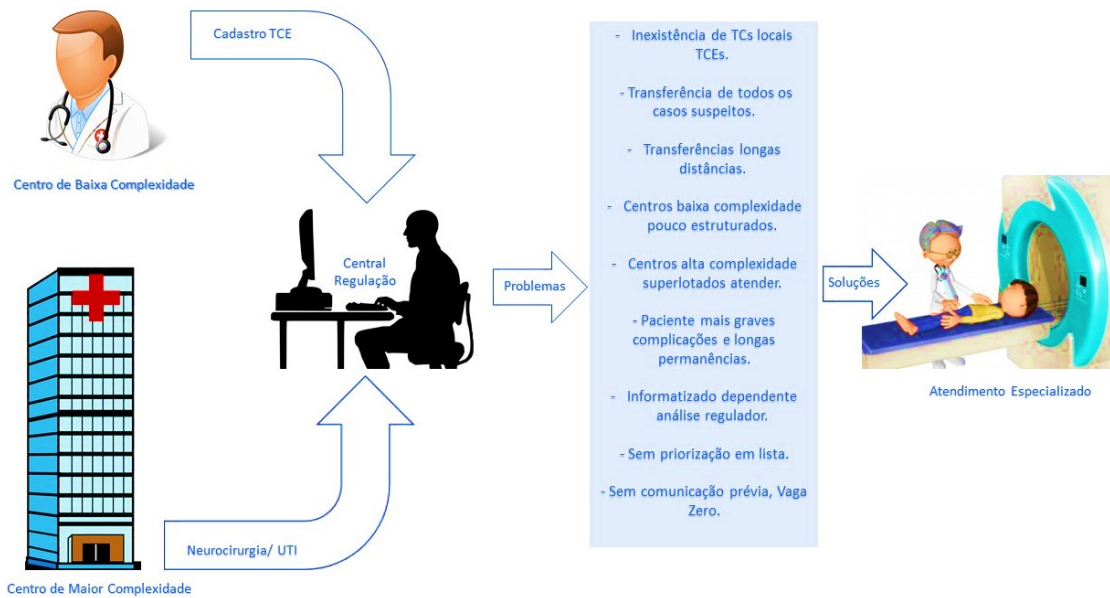 Cadastro TCE
Centro de Baixa Complexidade
Central
Regulação
Neurocirurgia/ UTI
Centro de Maior Complexidade
Problemas
- Inexistência de TCs locais
TCEs.
- Transferência de todos os
casos suspeitos.
- Transferências longas
distâncias.
- Centros baixa complexidade
pouco estruturados.
- Centros alta complexidade
superlotados atender.
- Paciente mais graves
complicações e longas
permanências.
- Informatizado dependente
análise regulador.
- Sem priorização em lista.
- Sem comunicação prévia, Vaga
Zero.
Soluções
Atendimento Especializado